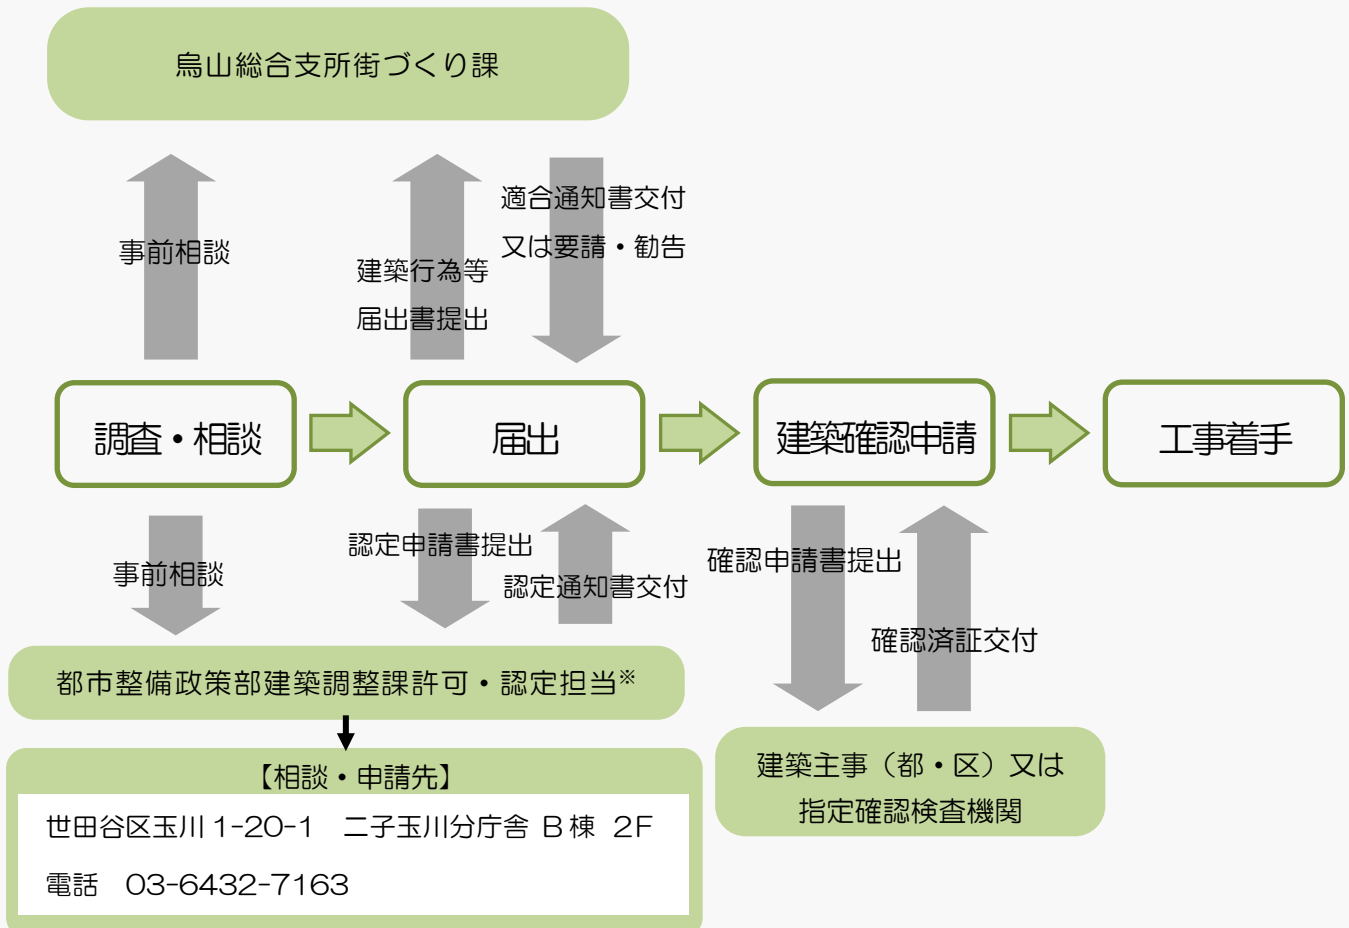 烏山総合支所街づくり課
事前相談
建築行為等
届出書提出
適合通知書交付
又は要請・勧告
調査・相談
届出
建築確認申請
工事着手
事前相談
認定申請書提出
認定通知書交付
確認申請書提出
確認済証交付
都市整備政策部建築調整課許可・認定担当※
【相談・申請先】
世田谷区玉川1-20-1　二子玉川分庁舎 B棟 2F
電話　03-6432-7163
建築主事（都・区）又は
指定確認検査機関